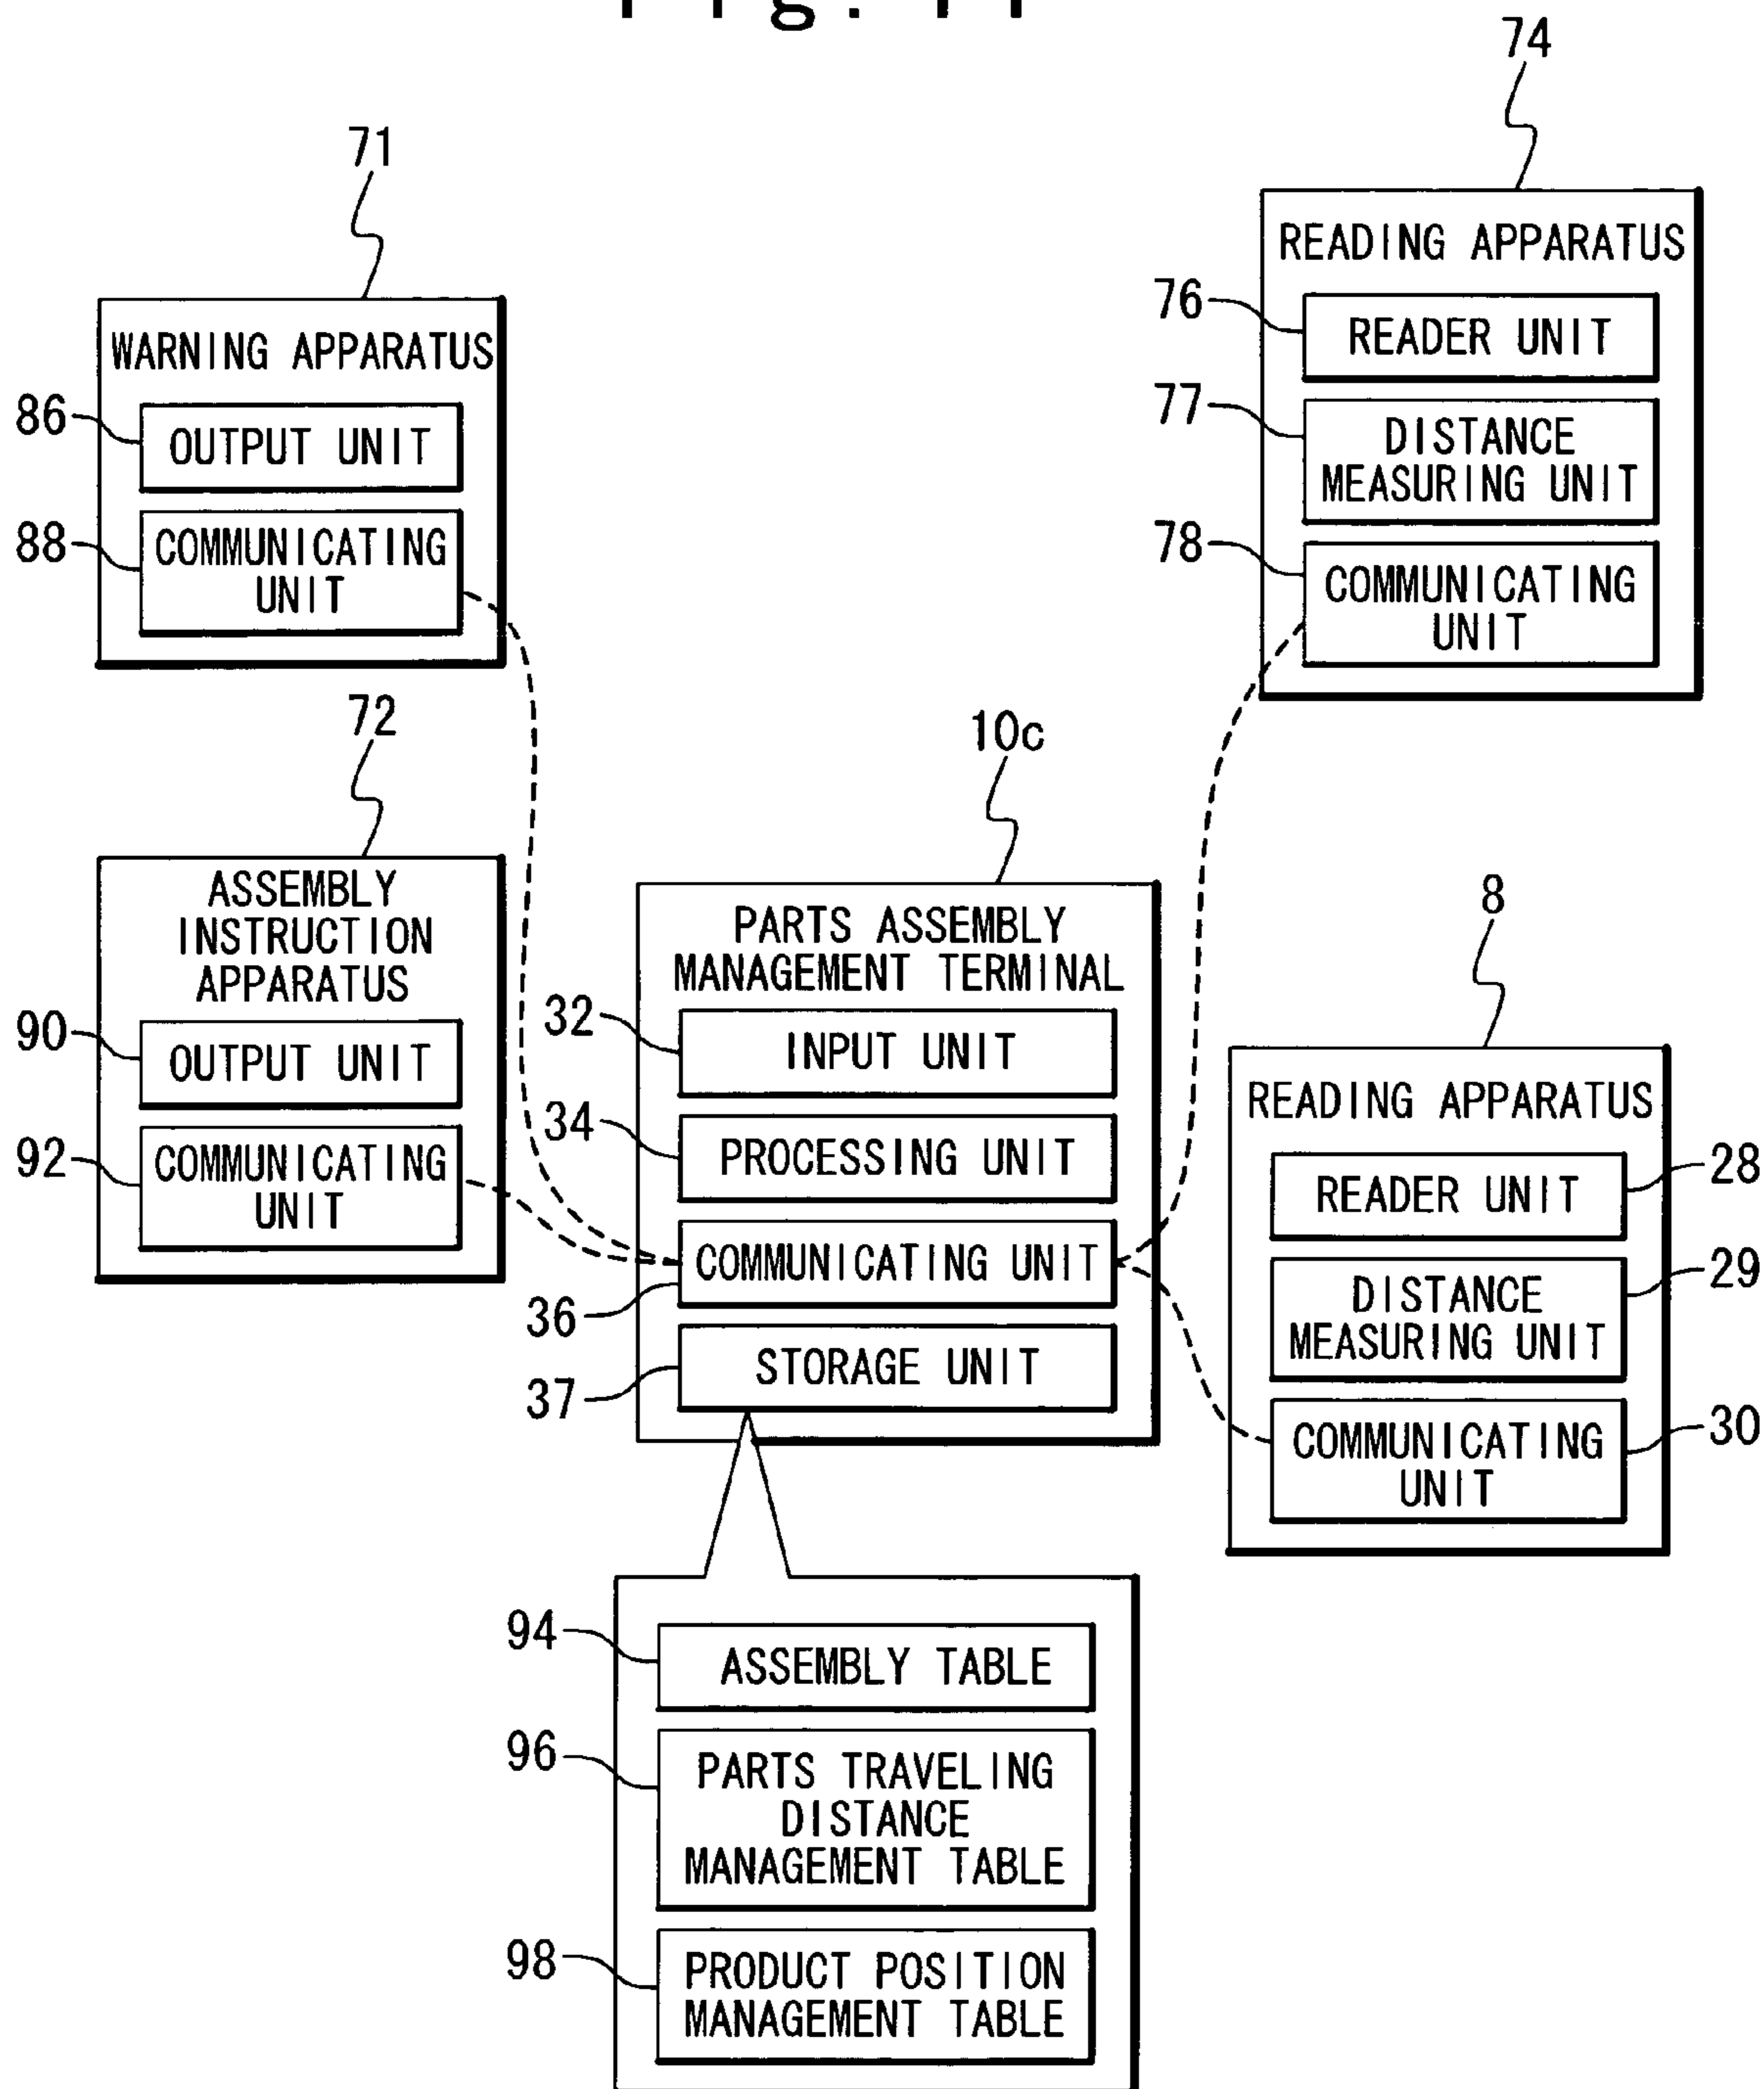 Fig. 11
74
71
READING APPARATUS
76
READER UNIT
WARNING APPARATUS
77
DISTANCE
MEASURING UNIT
86
OUTPUT UNIT
78
COMMUNICATING
UNIT
88
COMMUNICATING
UNIT
72
10c
ASSEMBLY
INSTRUCTION
APPARATUS
8
PARTS ASSEMBLY
MANAGEMENT TERMINAL
90
OUTPUT UNIT
32
INPUT UNIT
READING APPARATUS
92
COMMUNICATING
UNIT
34
PROCESSING UNIT
READER UNIT
28
COMMUNICATING UNIT
36
DISTANCE
MEASURING UNIT
29
STORAGE UNIT
37
COMMUNICATING
UNIT
30
94
ASSEMBLY TABLE
96
PARTS TRAVELING
DISTANCE
MANAGEMENT TABLE
98
PRODUCT POSITION
MANAGEMENT TABLE